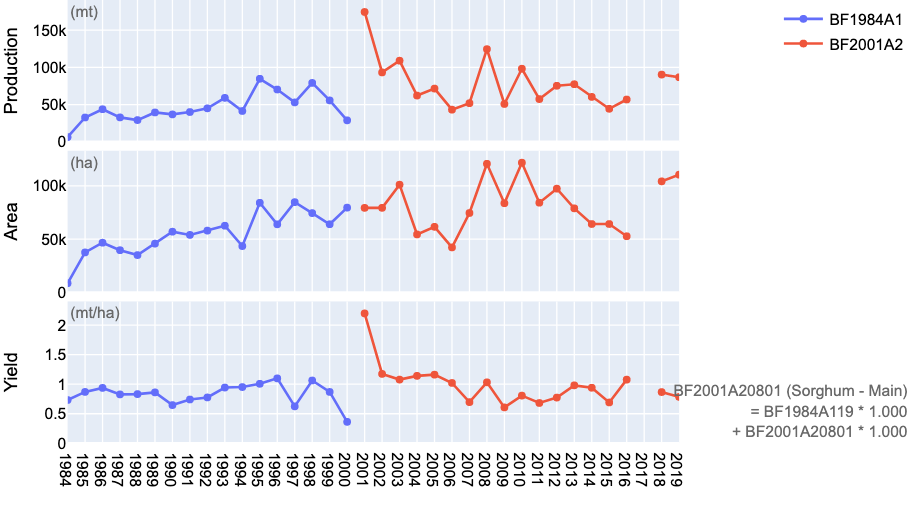 (mt)
BF1984A1
BF2001A2
Production
150k
100k
50k
0
(ha)
Area
100k
50k
0
(mt/ha)
Yield
2
1.5
1
0.5
0
BF2001A20801 (Sorghum - Main)
= BF1984A119 * 1.000
+ BF2001A20801 * 1.000
1984
1985
1986
1987
1988
1989
1990
1991
1992
1993
1994
1995
1996
1997
1998
1999
2000
2001
2002
2003
2004
2005
2006
2007
2008
2009
2010
2011
2012
2013
2014
2015
2016
2017
2018
2019